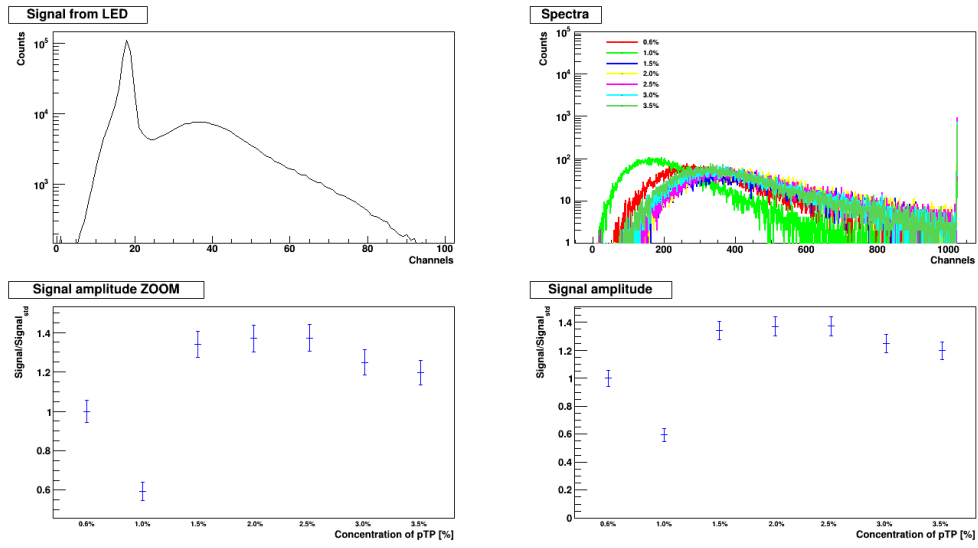 Signal from LED
Counts
10^5
10^4
10^3
0 20 40 60 80 100
Channels
Spectra
Counts
10^5
10^4
10^3
10^2
10
1
0.6%
1.0%
1.5%
2.0%
2.5%
3.0%
3.5%
0 200 400 600 800 1000
Channels
Signal amplitude ZOOM
Signal/Signal_std
1.4
1.2
1
0.8
0.6
0.6% 1.0% 1.5% 2.0% 2.5% 3.0% 3.5%
Concentration of pTP [%]
Signal amplitude
Signal/Signal_std
1.4
1.2
1
0.8
0.6
0.4
0.2
0
0.6% 1.0% 1.5% 2.0% 2.5% 3.0% 3.5%
Concentration of pTP [%]